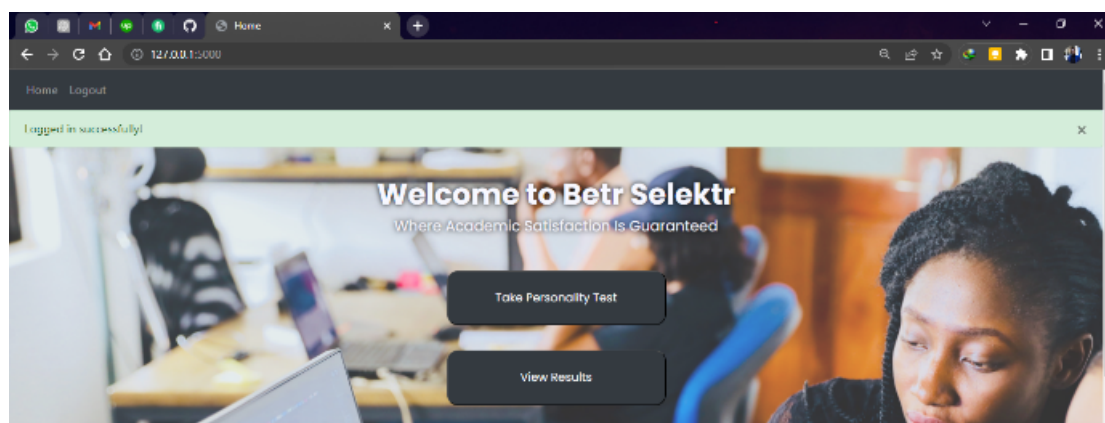 Home
127.0.0.1:5000
Home Logout
Logged in successfully!
Welcome to Betr Selektr
Where Academic Satisfaction Is Guaranteed
Take Personality Test
View Results